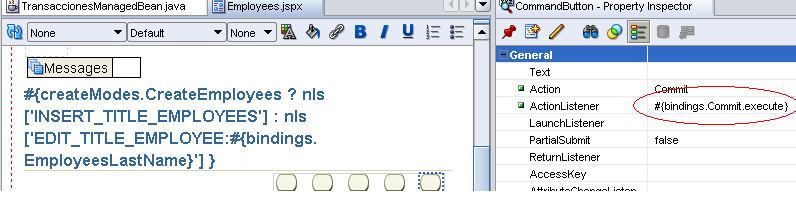 TransaccionesManagedBean.java
Employees.jspx
CommandButton - Property Inspector
None
Default
None
A
B
I
U
Messages
#{createModes.CreateEmployees ? nls
['INSERT_TITLE_EMPLOYEES'] : nls
['EDIT_TITLE_EMPLOYEE:#{bindings.
EmployeesLastName}'] }
General
Text
Action Commit
ActionListener #{bindings.Commit.execute}
LaunchListener
PartialSubmit false
ReturnListener
AccessKey